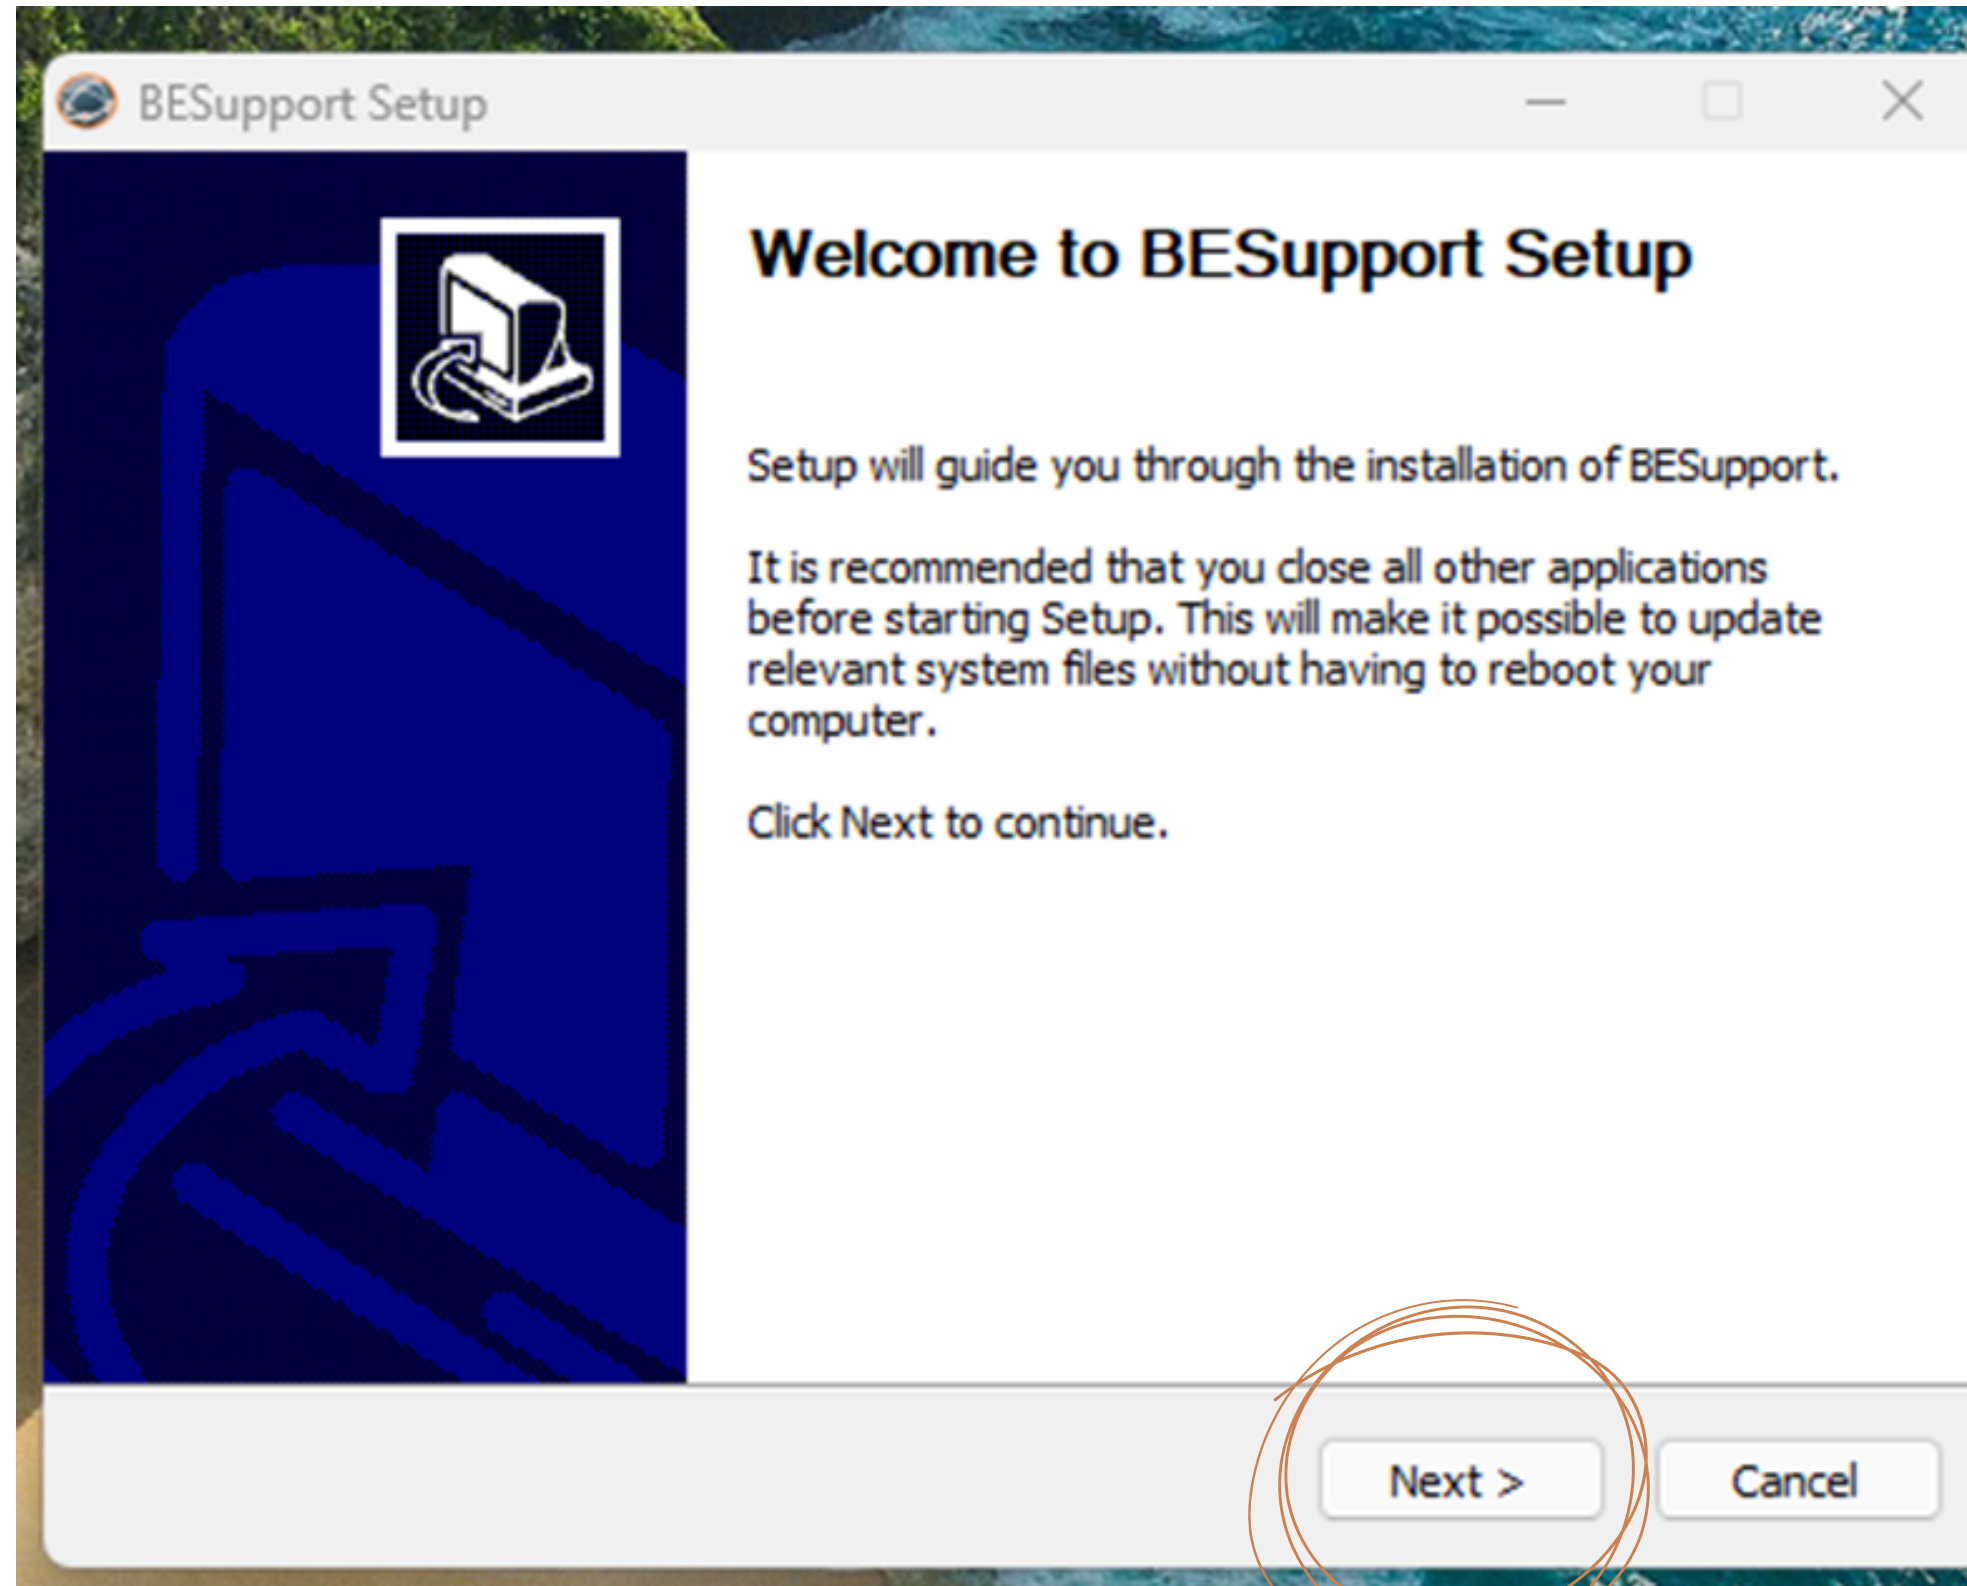 BESupport Setup
Welcome to BESupport Setup
Setup will guide you through the installation of BESupport.
It is recommended that you close all other applications
before starting Setup. This will make it possible to update
relevant system files without having to reboot your
computer.
Click Next to continue.
Next >
Cancel